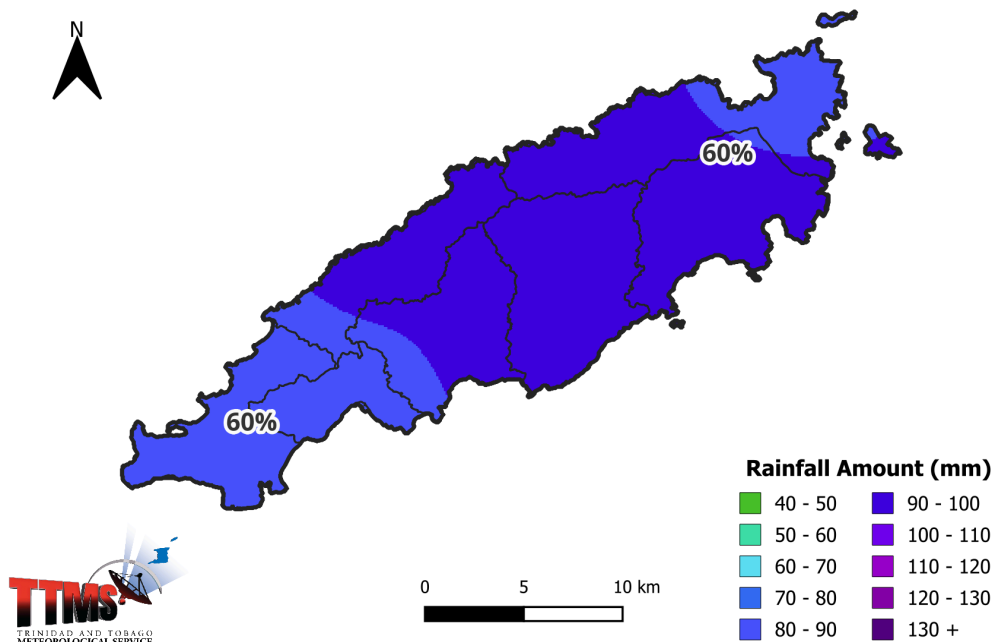 N
60%
60%
Rainfall Amount (mm)
40 - 50
50 - 60
60 - 70
70 - 80
80 - 90
90 - 100
100 - 110
110 - 120
120 - 130
130 +
0 5 10 km
TTMS
TRINIDAD AND TOBAGO
METEOROLOGICAL SERVICE